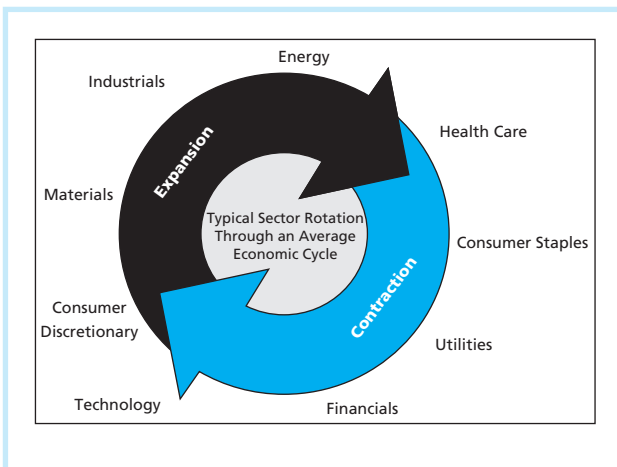 Energy
Industrials
Health Care
Expansion
Materials
Typical Sector Rotation
Through an Average
Economic Cycle
Consumer Staples
Consumer
Discretionary
Contraction
Utilities
Technology
Financials